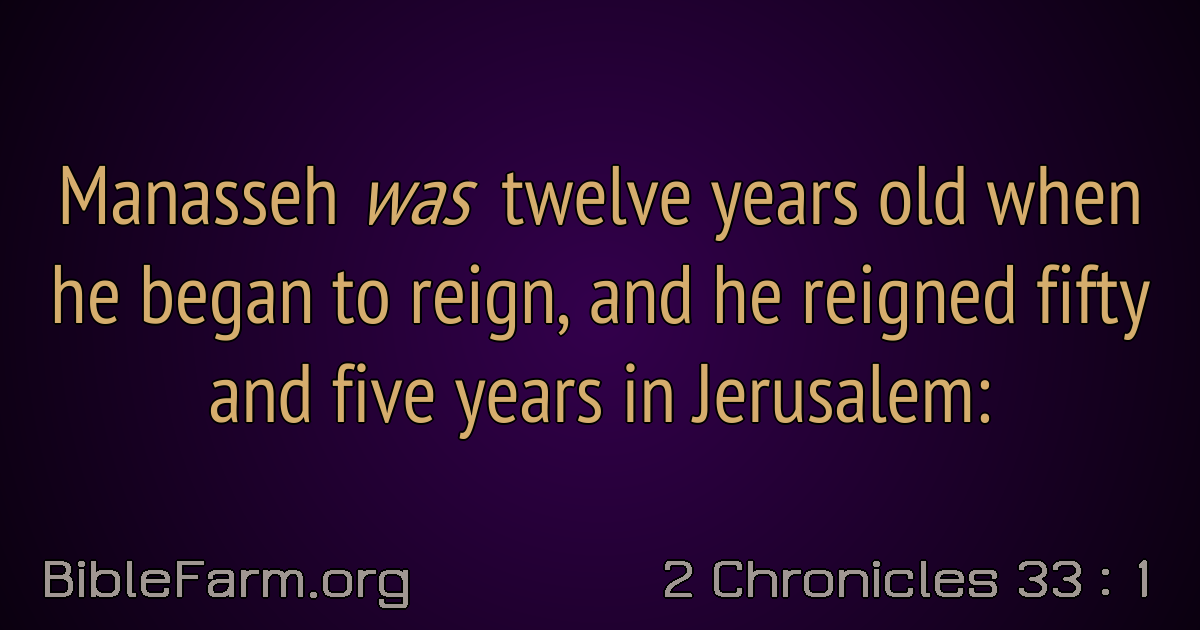 Manasseh was twelve years old when
he began to reign, and he reigned fifty
and five years in Jerusalem:
BibleFarm.org
2 Chronicles 33 : 1